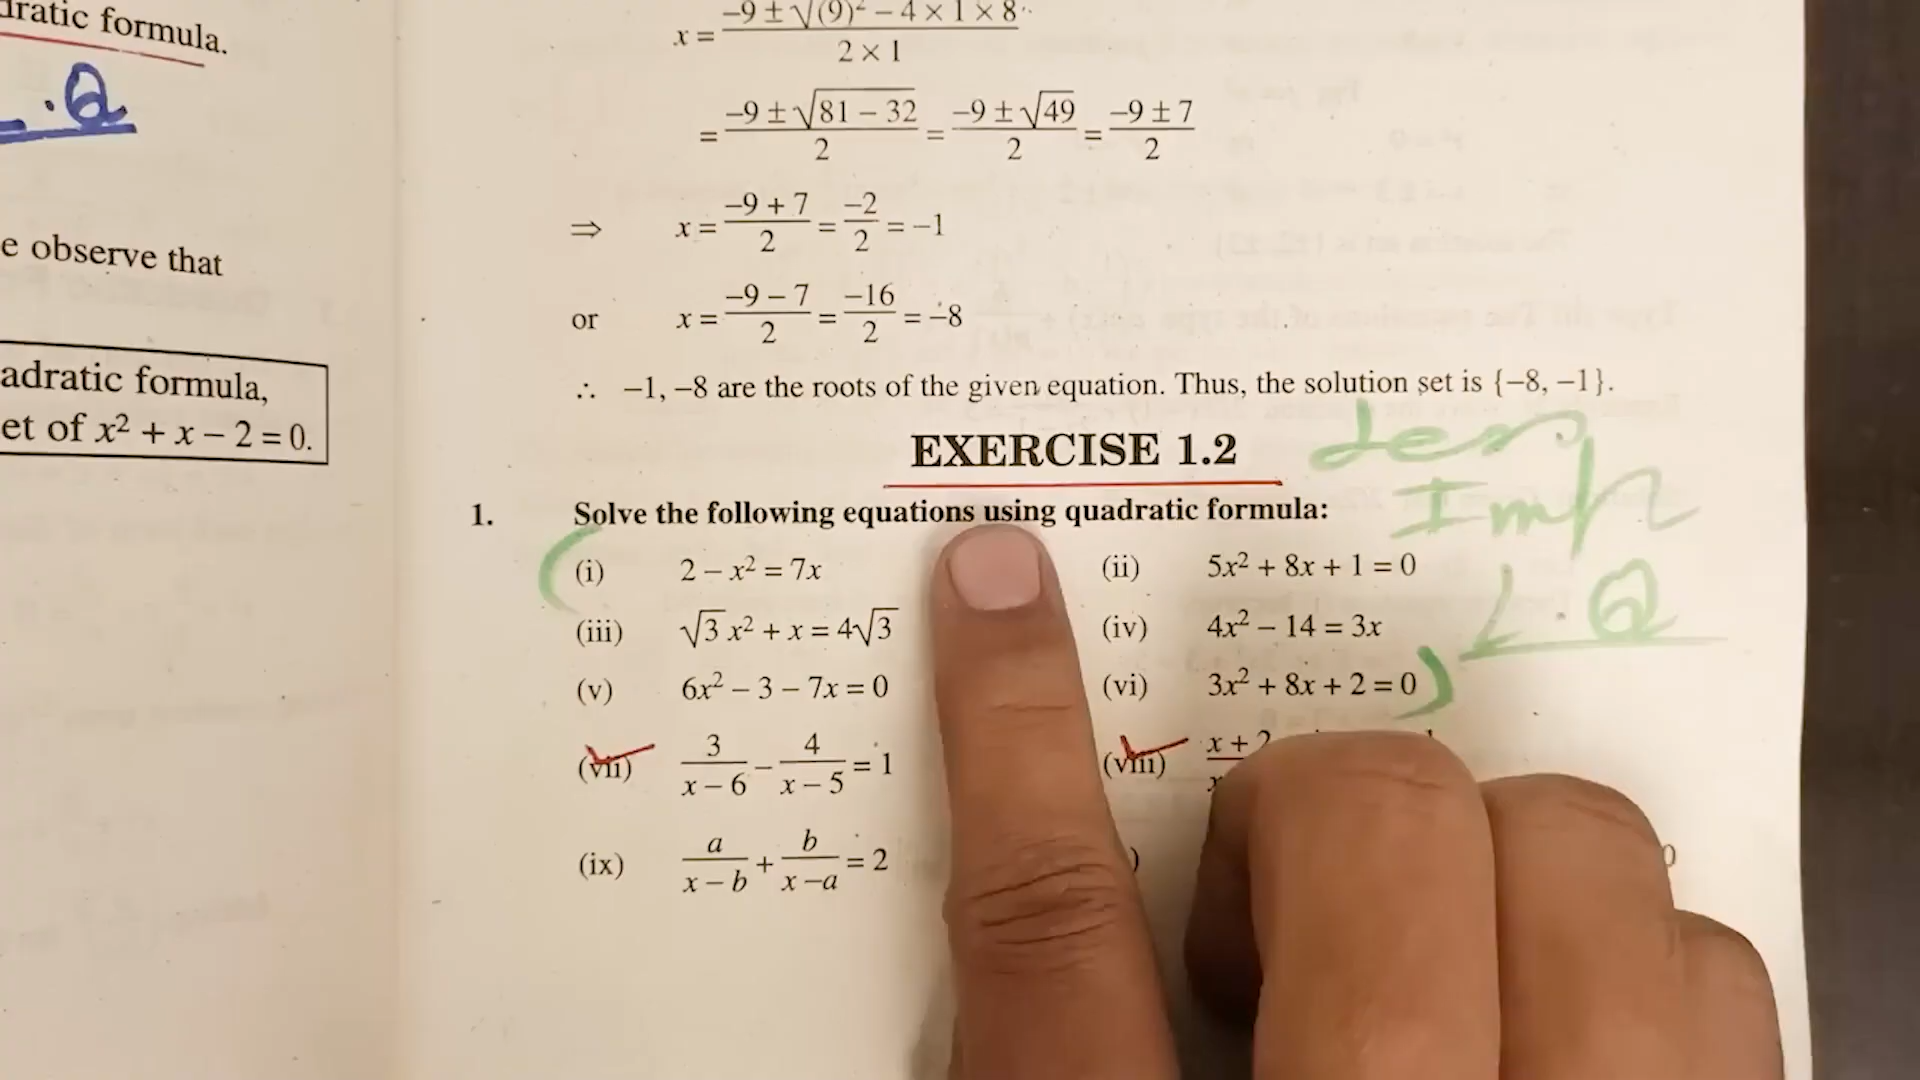 dratic formula.
. Q
e observe that
adratic formula,
et of x² + x – 2 = 0.
x = –9 ± √(9)² – 4 × 1 × 8 / 2 × 1
= –9 ± √81 – 32 / 2 = –9 ± √49 / 2 = –9 ± 7 / 2
⇒ x = –9 + 7 / 2 = –2 / 2 = –1
or x = –9 – 7 / 2 = –16 / 2 = –8
∴ –1, –8 are the roots of the given equation. Thus, the solution set is {–8, –1}.
EXERCISE 1.2
1. Solve the following equations using quadratic formula:
(i) 2 – x² = 7x (ii) 5x² + 8x + 1 = 0
(iii) √3 x² + x = 4√3 (iv) 4x² – 14 = 3x
(v) 6x² – 3 – 7x = 0 (vi) 3x² + 8x + 2 = 0
(vii) 3 / x – 6 – 4 / x – 5 = 1 (viii) x + 2
(ix) a / x – b + b / x – a = 2 ) 0
L.Q